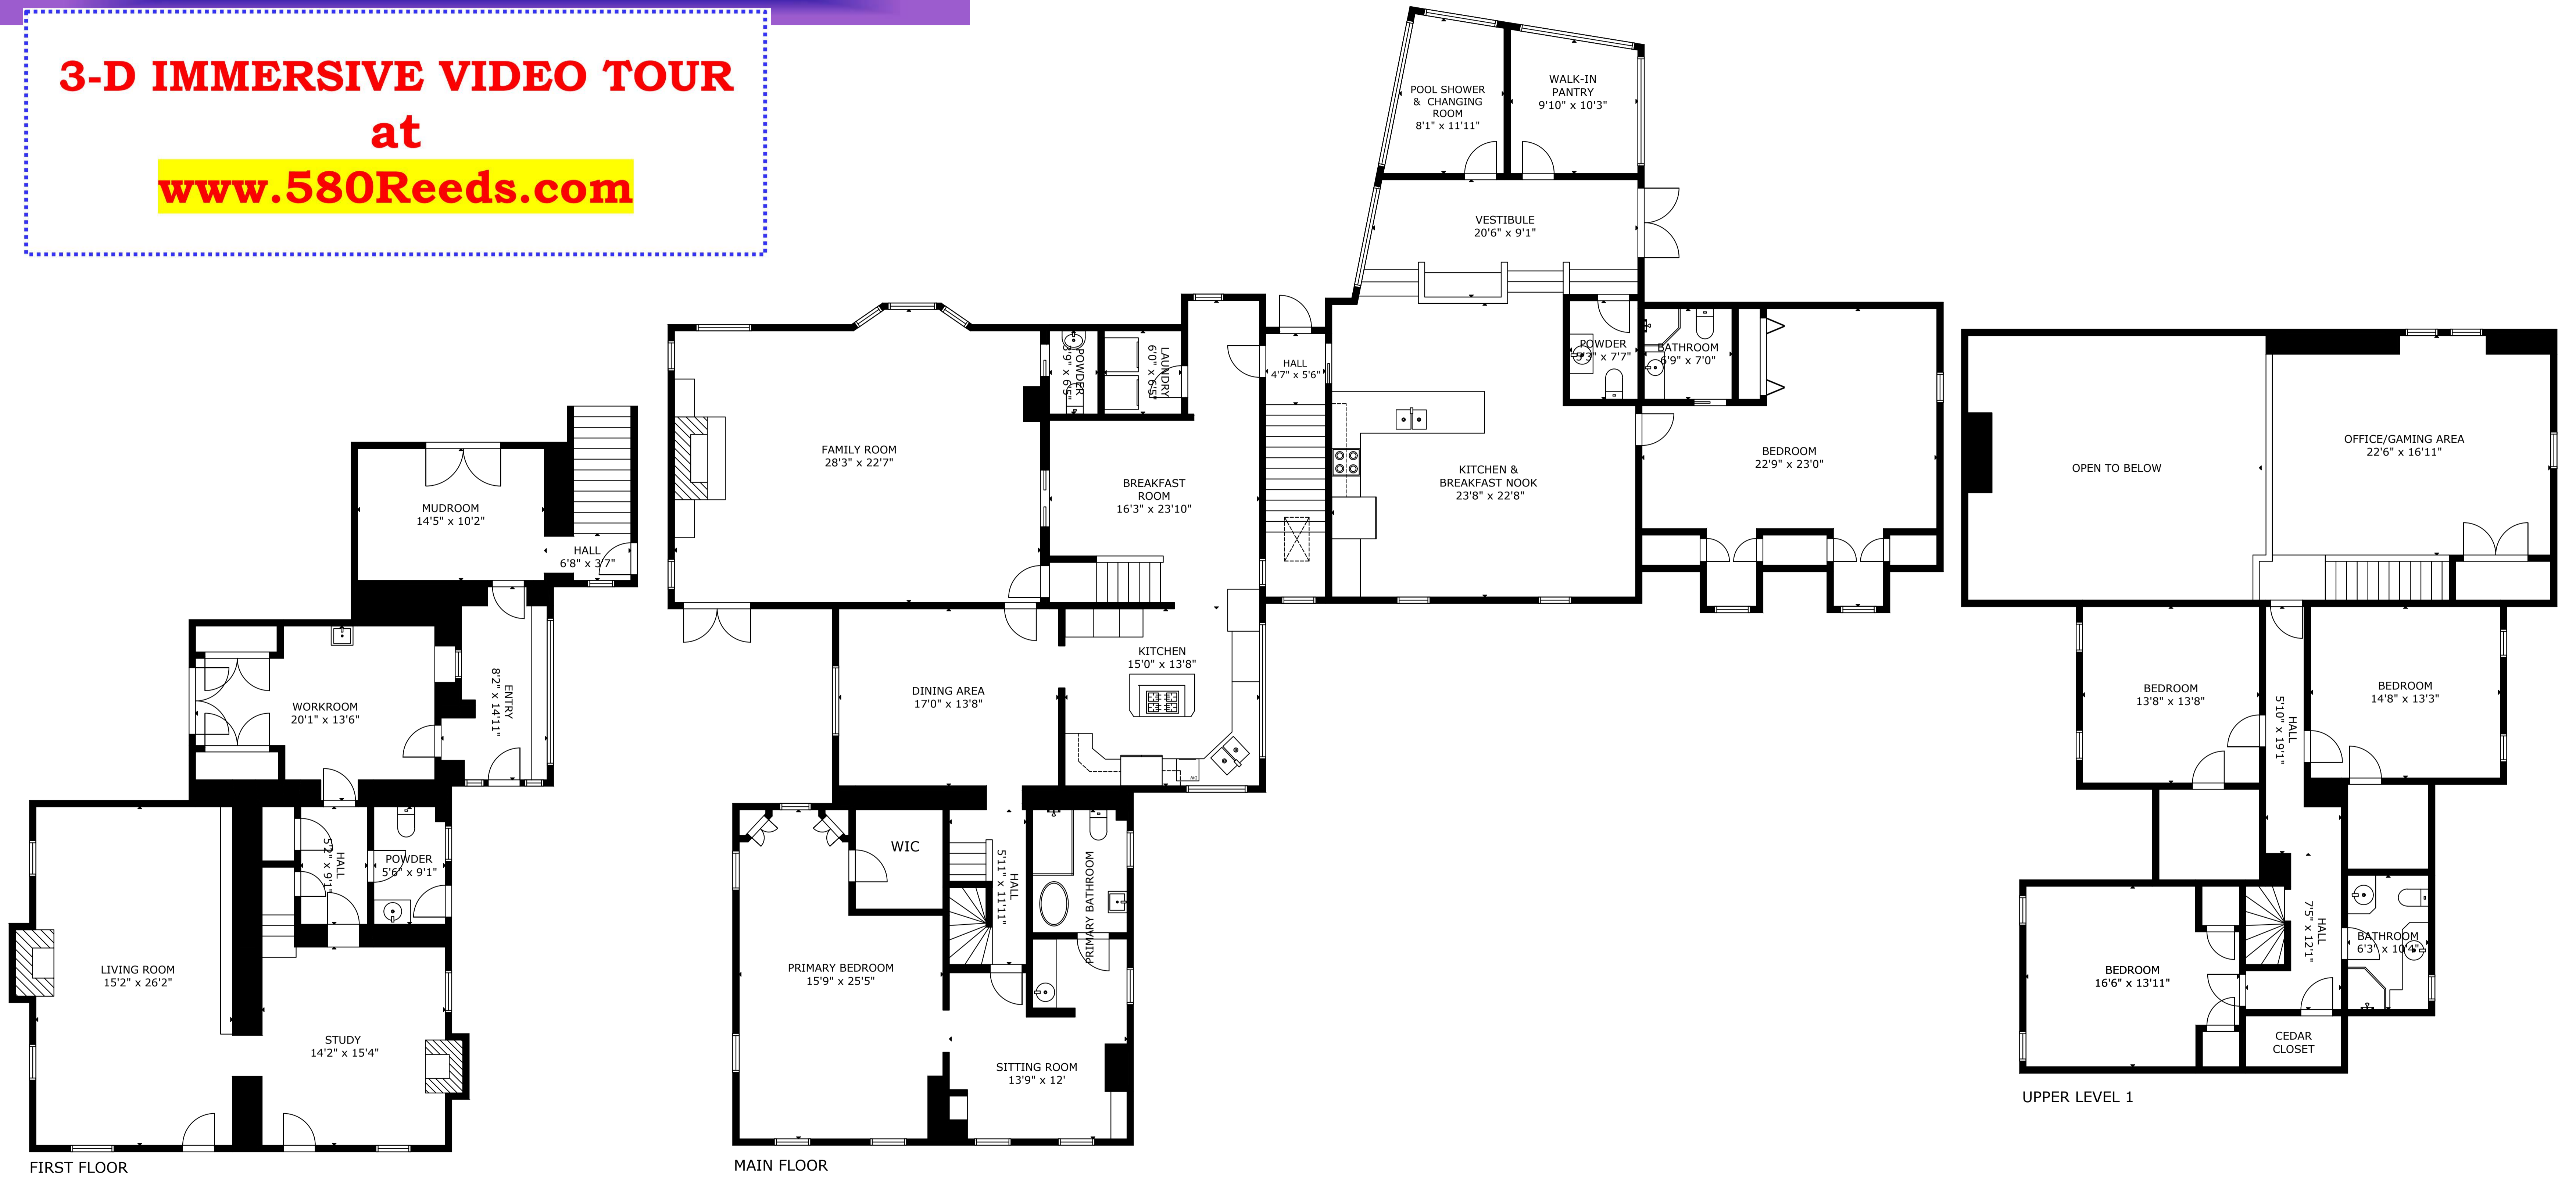 3-D IMMERSIVE VIDEO TOUR
at
www.580Reeds.com
MUDROOM
14'5" x 10'2"
HALL
6'8" x 3'7"
ENTRY
8'2" x 14'11"
WORKROOM
20'1" x 13'6"
HALL
5'2" x 9'1"
POWDER
5'6" x 9'1"
LIVING ROOM
15'2" x 26'2"
STUDY
14'2" x 15'4"
FIRST FLOOR
FAMILY ROOM
28'3" x 22'7"
POWDER
LAUNDRY
6'0" x 6'5"
BREAKFAST
ROOM
16'3" x 23'10"
HALL
4'7" x 5'6"
DINING AREA
17'0" x 13'8"
KITCHEN
15'0" x 13'8"
DW
WIC
HALL
5'11" x 11'11"
PRIMARY BATHROOM
PRIMARY BEDROOM
15'9" x 25'5"
SITTING ROOM
13'9" x 12'
MAIN FLOOR
POOL SHOWER
& CHANGING
ROOM
8'1" x 11'11"
WALK-IN
PANTRY
9'10" x 10'3"
VESTIBULE
20'6" x 9'1"
POWDER
5'3" x 7'7"
BATHROOM
6'9" x 7'0"
KITCHEN &
BREAKFAST NOOK
23'8" x 22'8"
BEDROOM
22'9" x 23'0"
OPEN TO BELOW
OFFICE/GAMING AREA
22'6" x 16'11"
BEDROOM
13'8" x 13'8"
HALL
5'10" x 19'1"
BEDROOM
14'8" x 13'3"
BEDROOM
16'6" x 13'11"
HALL
7'5" x 12'1"
BATHROOM
6'3" x 10'4"
CEDAR
CLOSET
UPPER LEVEL 1